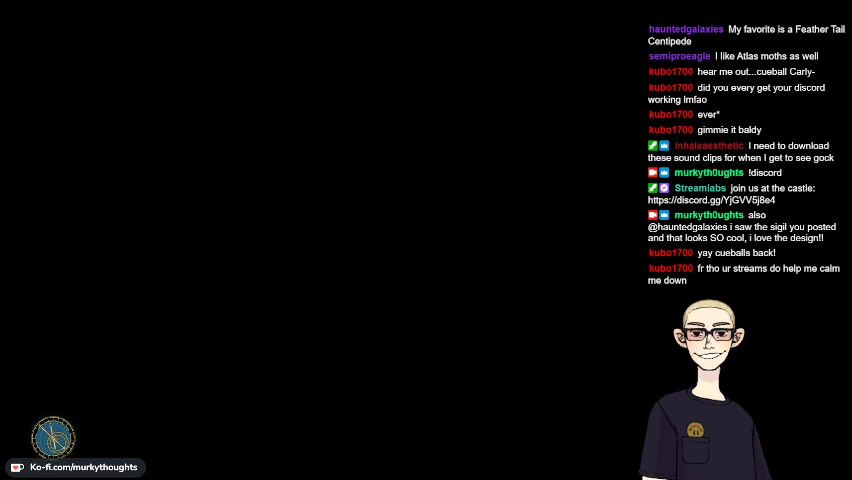 hauntedgalaxies My favorite is a Feather Tail
Centipede
semiproeagle I like Atlas moths as well
kubo1700 hear me out...cueball Carly-
kubo1700 did you every get your discord
working lmfao
kubo1700 ever*
kubo1700 gimmie it baldy
inhaleaesthetic I need to download
these sound clips for when I get to see gock
murkyth0ughts !discord
Streamlabs join us at the castle:
https://discord.gg/YjGVV5j8e4
murkyth0ughts also
@hauntedgalaxies i saw the sigil you posted
and that looks SO cool, i love the design!!
kubo1700 yay cueballs back!
kubo1700 fr tho ur streams do help me calm
me down
Ko-fi.com/murkythoughts